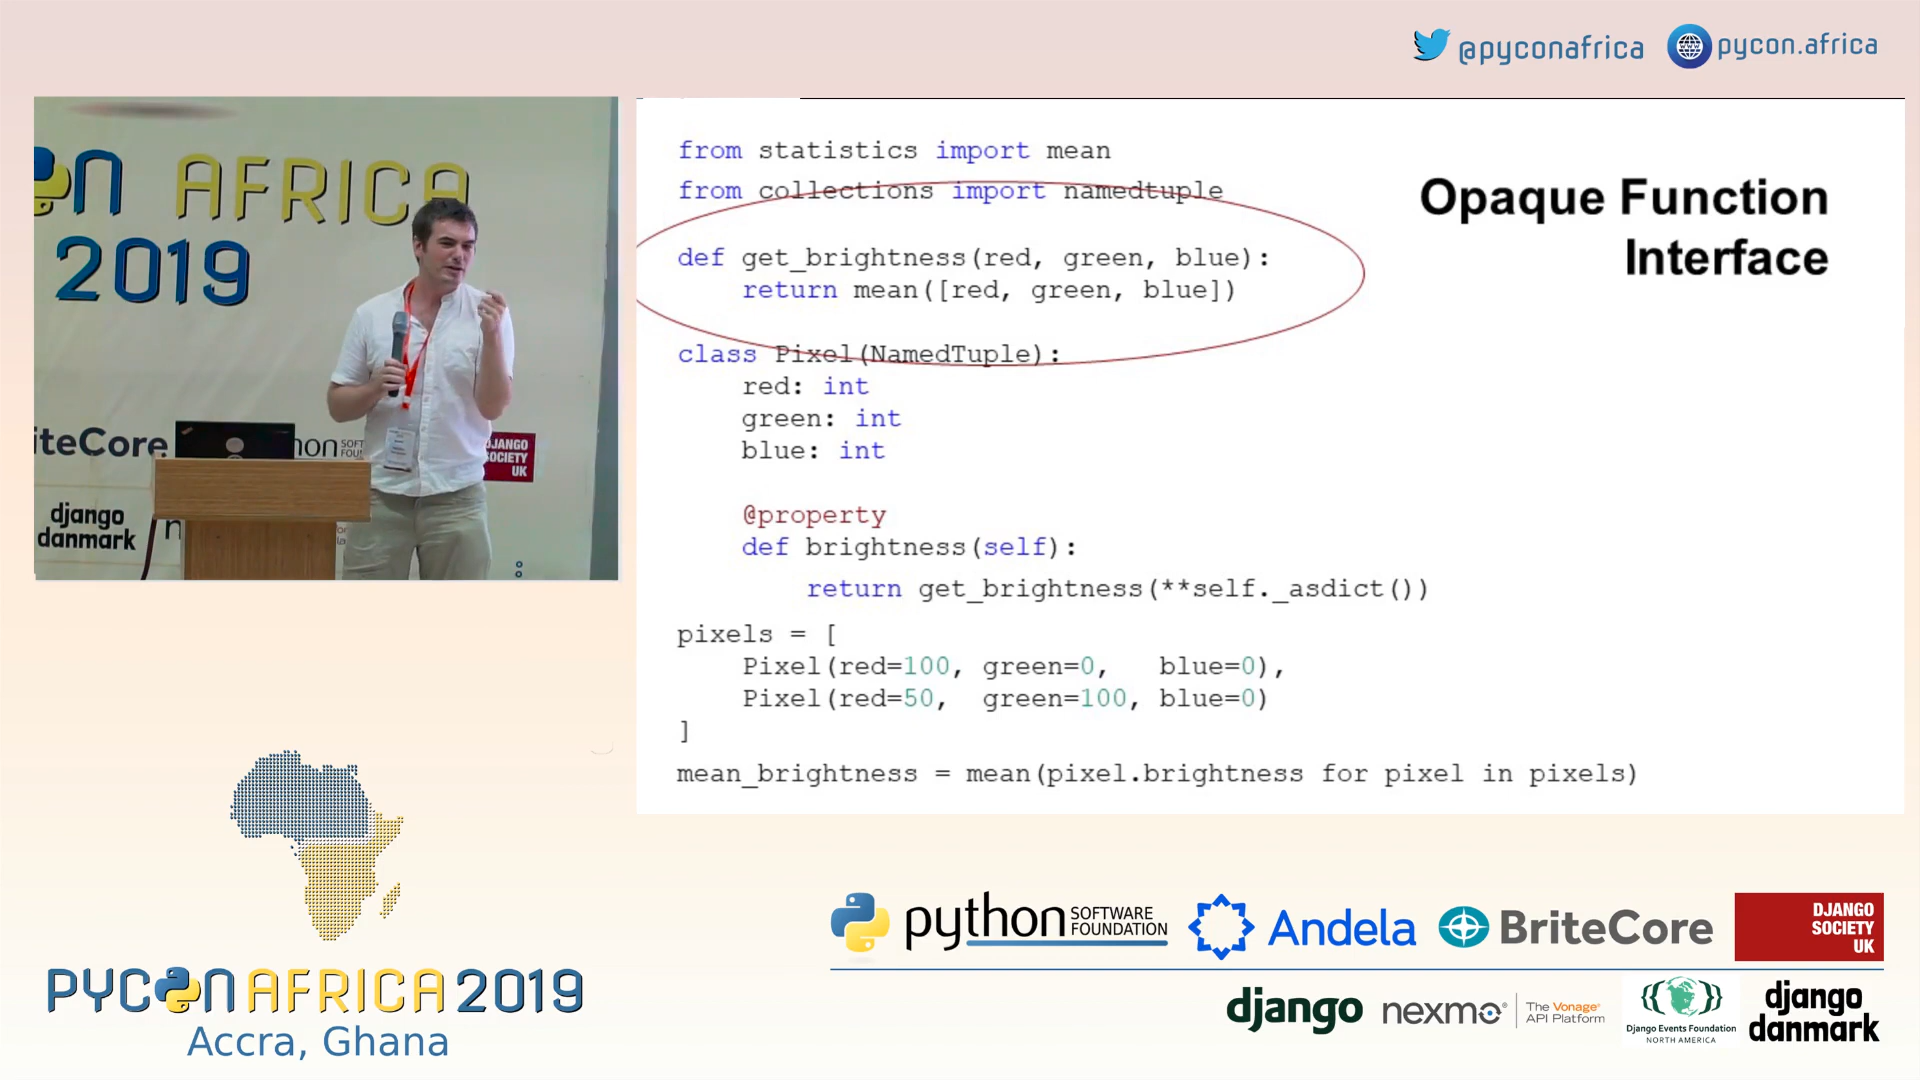 @pyconafrica
pycon.africa
ON AFRICA
2019
iteCore
hon
SOFT
FOU
DJANGO
SOCIETY
UK
django
danmark
n
from statistics import mean
from collections import namedtuple
def get_brightness(red, green, blue):
    return mean([red, green, blue])
class Pixel(NamedTuple):
    red: int
    green: int
    blue: int
    @property
    def brightness(self):
        return get_brightness(**self._asdict())
pixels = [
    Pixel(red=100, green=0,   blue=0),
    Pixel(red=50,  green=100, blue=0)
]
mean_brightness = mean(pixel.brightness for pixel in pixels)
Opaque Function
Interface
PYCON AFRICA 2019
Accra, Ghana
python SOFTWARE
FOUNDATION
Andela
BriteCore
DJANGO
SOCIETY
UK
django
nexmo
The Vonage®
API Platform
Django Events Foundation
NORTH AMERICA
django
danmark